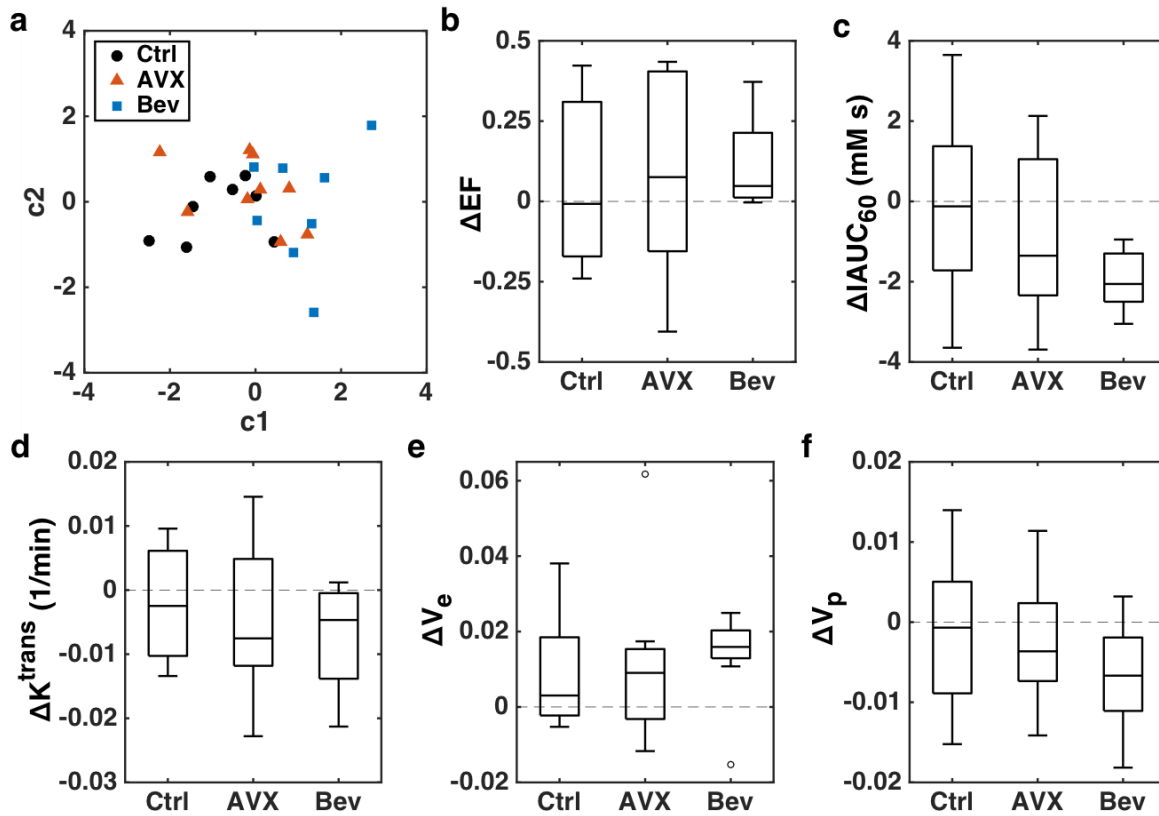 a
4
2
0
-2
-4
c2
Ctrl
AVX
Bev
-4 -2 0 2 4
c1
b
0.5
0.25
0
-0.25
-0.5
ΔEF
Ctrl AVX Bev
c
4
2
0
-2
-4
ΔIAUC60 (mM s)
Ctrl AVX Bev
d
0.02
0.01
0
-0.01
-0.02
-0.03
ΔKtrans (1/min)
Ctrl AVX Bev
e
0.06
0.04
0.02
0
-0.02
ΔVe
Ctrl AVX Bev
f
0.02
0.01
0
-0.01
-0.02
ΔVp
Ctrl AVX Bev